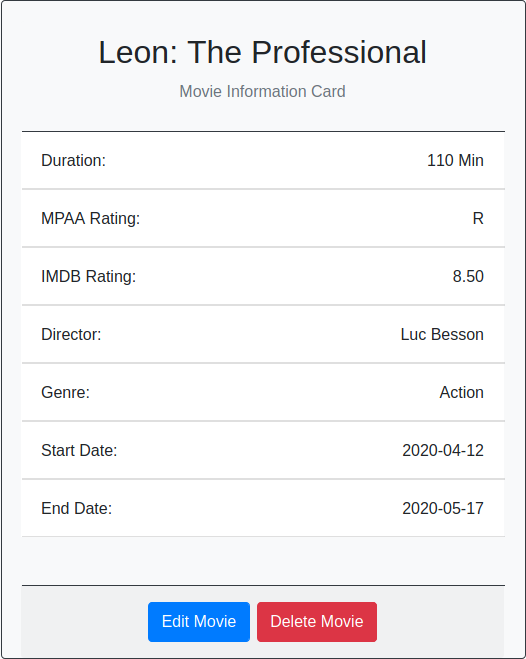 Leon: The Professional
Movie Information Card
Duration: 110 Min
MPAA Rating: R
IMDB Rating: 8.50
Director: Luc Besson
Genre: Action
Start Date: 2020-04-12
End Date: 2020-05-17
Edit Movie Delete Movie